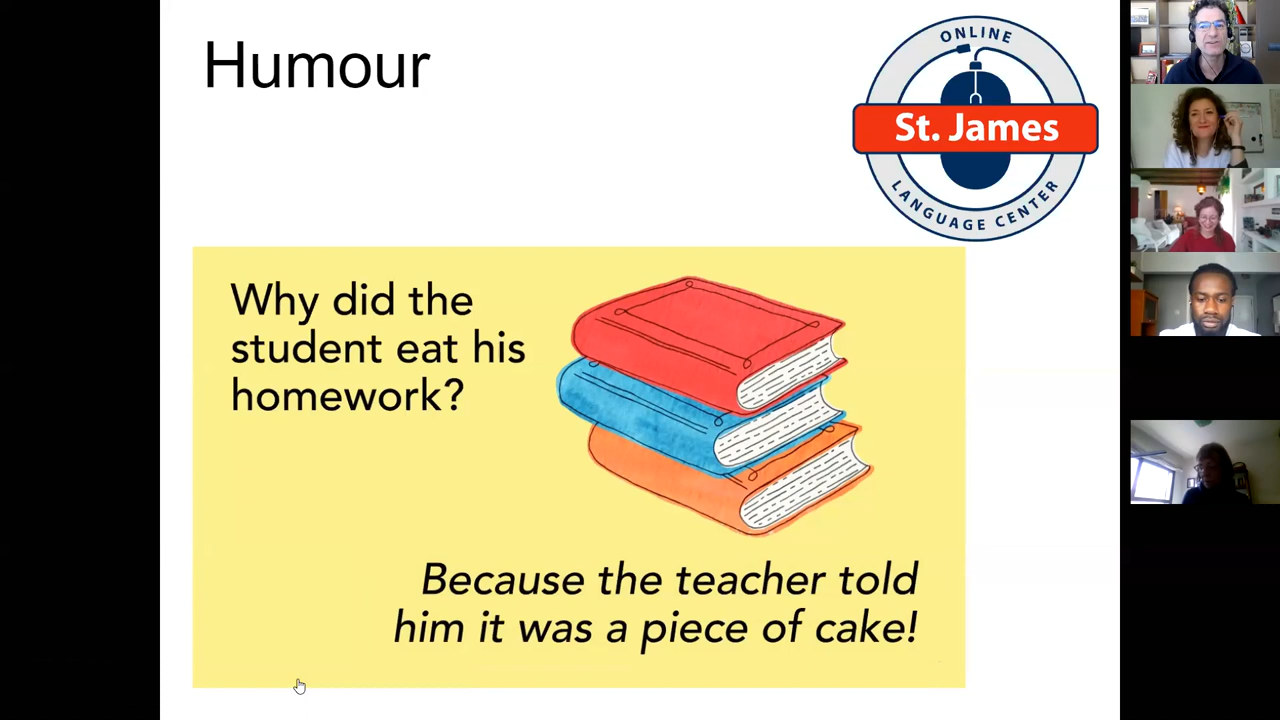 Humour
ONLINE
St. James
LANGUAGE CENTER
Why did the
student eat his
homework?
Because the teacher told
him it was a piece of cake!